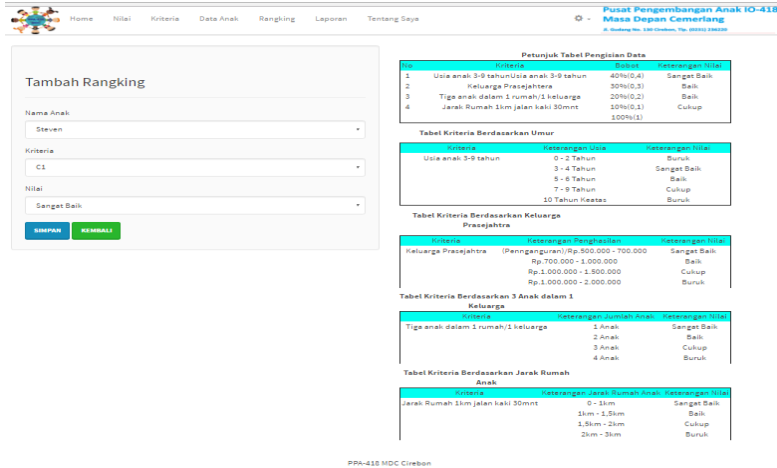 Home Nilai Kriteria Data Anak Rangking Laporan Tentang Saya
Pusat Pengembangan Anak IO-418
Masa Depan Cemerlang
Jl. Gudang No. 13D Cirebon, Tlp. (0231) 236230
Tambah Rangking
Nama Anak
Steven
Kriteria
C1
Nilai
Sangat Baik
SIMPAN KEMBALI
Petunjuk Tabel Pengisian Data
No Kriteria Bobot Keterangan Nilai
1 Usia anak 3-9 tahunUsia anak 3-9 tahun 40%(0,4) Sangat Baik
2 Keluarga Prasejahtera 30%(0,3) Baik
3 Tiga anak dalam 1 rumah/1 keluarga 20%(0,2) Baik
4 Jarak Rumah 1km jalan kaki 30mnt 10%(0,1) Cukup
100%(1)
Tabel Kriteria Berdasarkan Umur
Kriteria Keterangan Usia Keterangan Nilai
Usia anak 3-9 tahun 0 - 2 Tahun Buruk
3 - 4 Tahun Sangat Baik
5 - 6 Tahun Baik
7 - 9 Tahun Cukup
10 Tahun Keatas Buruk
Tabel Kriteria Berdasarkan Keluarga
Prasejahtra
Kriteria Keterangan Penghasilan Keterangan Nilai
Keluarga Prasejahtra (Pennganguran)/Rp.500.000 - 700.000 Sangat Baik
Rp.700.000 - 1.000.000 Baik
Rp.1.000.000 - 1.500.000 Cukup
Rp.1.000.000 - 2.000.000 Buruk
Tabel Kriteria Berdasarkan 3 Anak dalam 1
Keluarga
Kriteria Keterangan Jumlah Anak Keterangan Nilai
Tiga anak dalam 1 rumah/1 keluarga 1 Anak Sangat Baik
2 Anak Baik
3 Anak Cukup
4 Anak Buruk
Tabel Kriteria Berdasarkan Jarak Rumah
Anak
Kriteria Keterangan Jarak Rumah Anak Keterangan Nilai
Jarak Rumah 1km jalan kaki 30mnt 0 - 1km Sangat Baik
1km - 1,5km Baik
1,5km - 2km Cukup
2km - 3km Buruk
PPA-418 MDC Cirebon